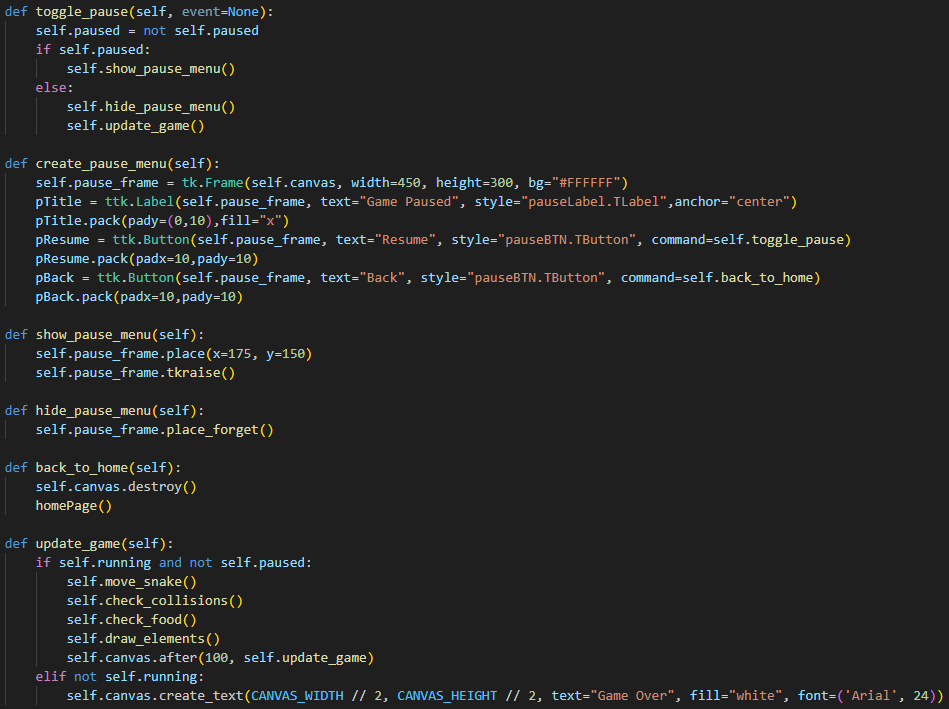 def toggle_pause(self, event=None):
    self.paused = not self.paused
    if self.paused:
        self.show_pause_menu()
    else:
        self.hide_pause_menu()
        self.update_game()

def create_pause_menu(self):
    self.pause_frame = tk.Frame(self.canvas, width=450, height=300, bg="#FFFFFF")
    pTitle = ttk.Label(self.pause_frame, text="Game Paused", style="pauseLabel.TLabel",anchor="center")
    pTitle.pack(pady=(0,10),fill="x")
    pResume = ttk.Button(self.pause_frame, text="Resume", style="pauseBTN.TButton", command=self.toggle_pause)
    pResume.pack(padx=10,pady=10)
    pBack = ttk.Button(self.pause_frame, text="Back", style="pauseBTN.TButton", command=self.back_to_home)
    pBack.pack(padx=10,pady=10)

def show_pause_menu(self):
    self.pause_frame.place(x=175, y=150)
    self.pause_frame.tkraise()

def hide_pause_menu(self):
    self.pause_frame.place_forget()

def back_to_home(self):
    self.canvas.destroy()
    homePage()

def update_game(self):
    if self.running and not self.paused:
        self.move_snake()
        self.check_collisions()
        self.check_food()
        self.draw_elements()
        self.canvas.after(100, self.update_game)
    elif not self.running:
        self.canvas.create_text(CANVAS_WIDTH // 2, CANVAS_HEIGHT // 2, text="Game Over", fill="white", font=('Arial', 24))